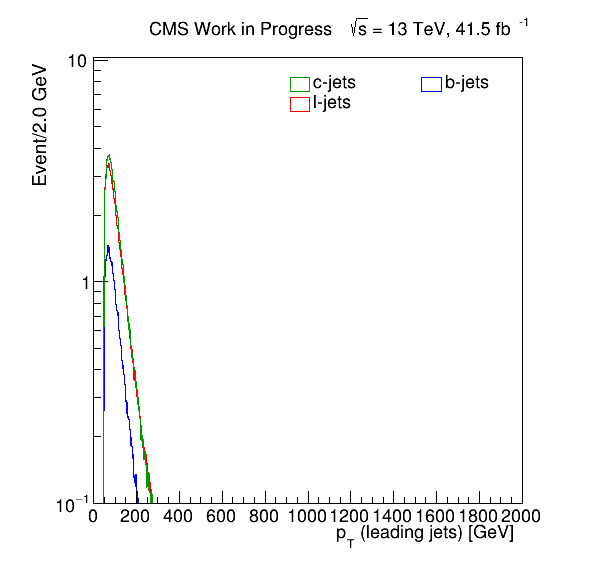 CMS Work in Progress √s = 13 TeV, 41.5 fb⁻¹
c-jets b-jets
l-jets
Event/2.0 GeV
10
1
10⁻¹
0 200 400 600 800 1000 1200 1400 1600 1800 2000
p_T (leading jets) [GeV]